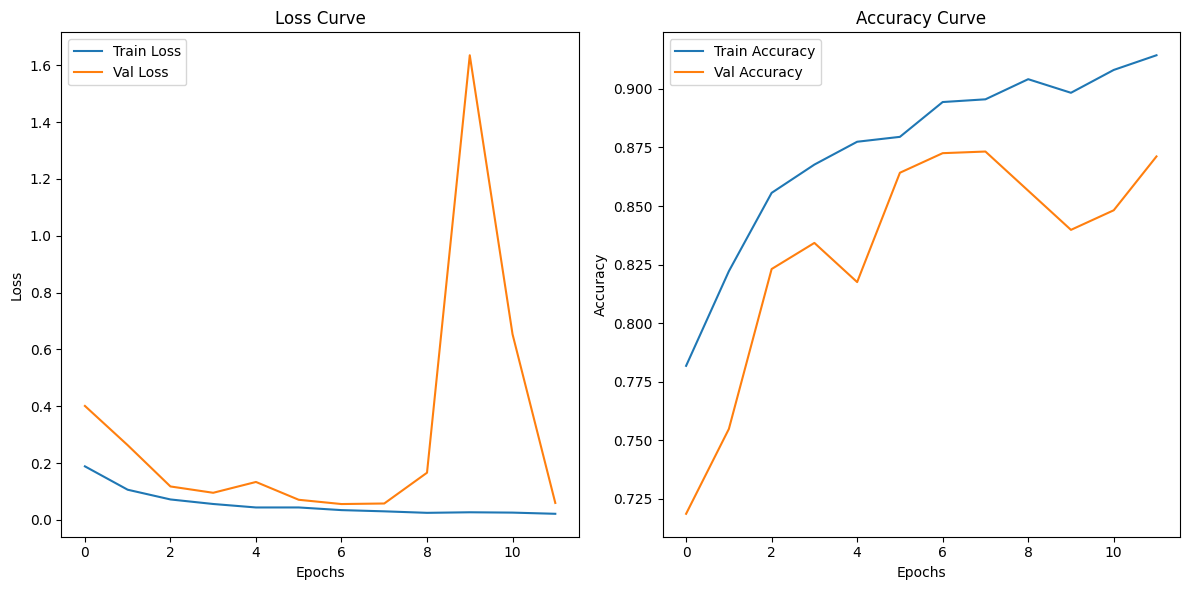 Loss Curve
Train Loss
Val Loss
1.6
1.4
1.2
1.0
0.8
0.6
0.4
0.2
0.0
Loss
0 2 4 6 8 10
Epochs
Accuracy Curve
Train Accuracy
Val Accuracy
0.900
0.875
0.850
0.825
0.800
0.775
0.750
0.725
Accuracy
0 2 4 6 8 10
Epochs